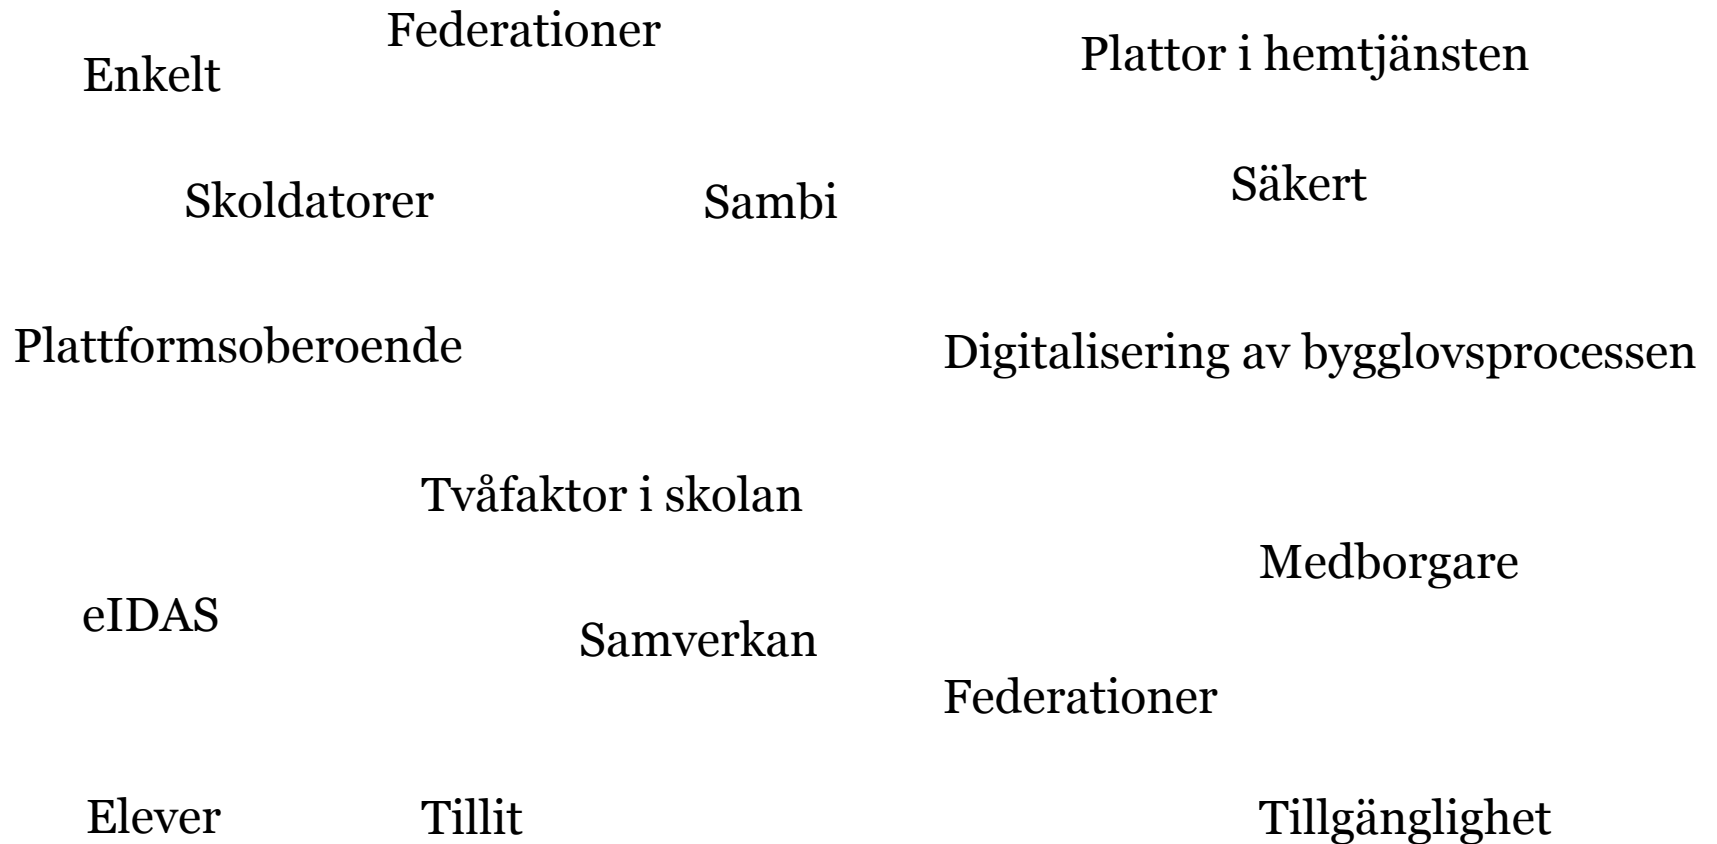 Federationer
Enkelt
Plattor i hemtjänsten
Skoldatorer
Sambi
Säkert
Plattformsoberoende
Digitalisering av bygglovsprocessen
Tvåfaktor i skolan
Medborgare
eIDAS
Samverkan
Federationer
Elever
Tillit
Tillgänglighet